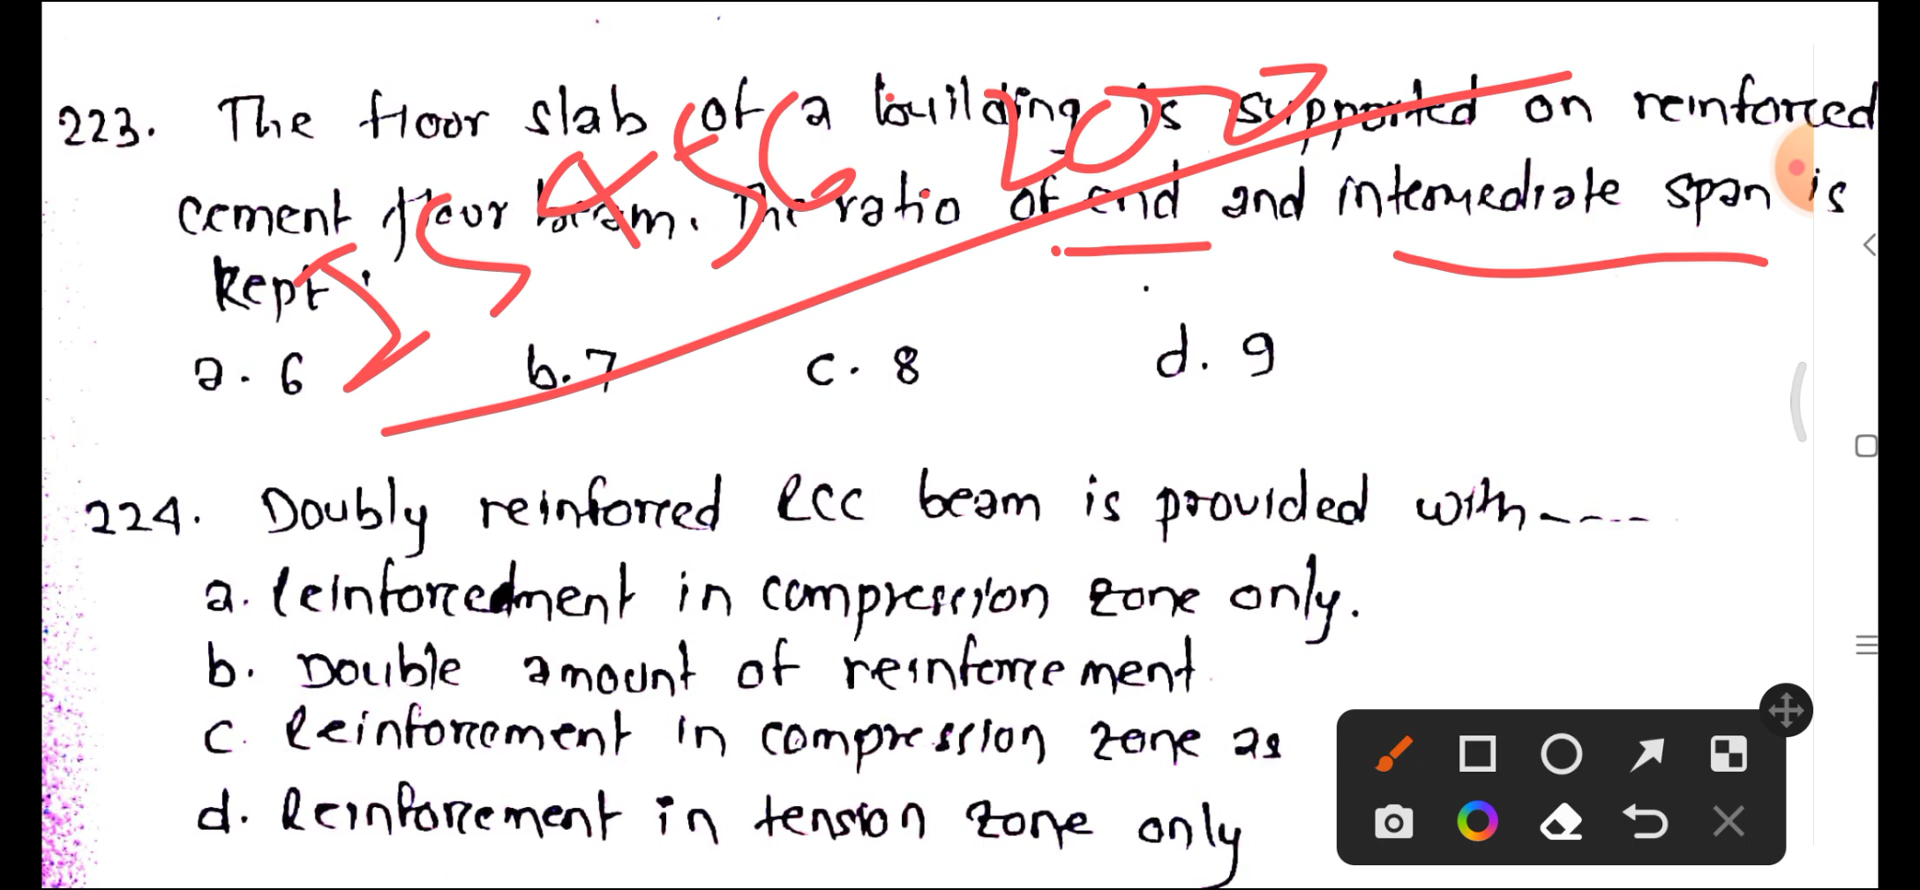 223. The floor slab of a building is supported on reinforced
cement floor beam. The ratio of end and intermediate span is
kept.
IS 456 2000
a. 6 b. 7 c. 8 d. 9
224. Doubly reinforced RCC beam is provided with----
a. Reinforcedment in compression zone only.
b. Double amount of reinforcement
c. Reinforcement in compression zone as
d. Reinforcement in tension zone only